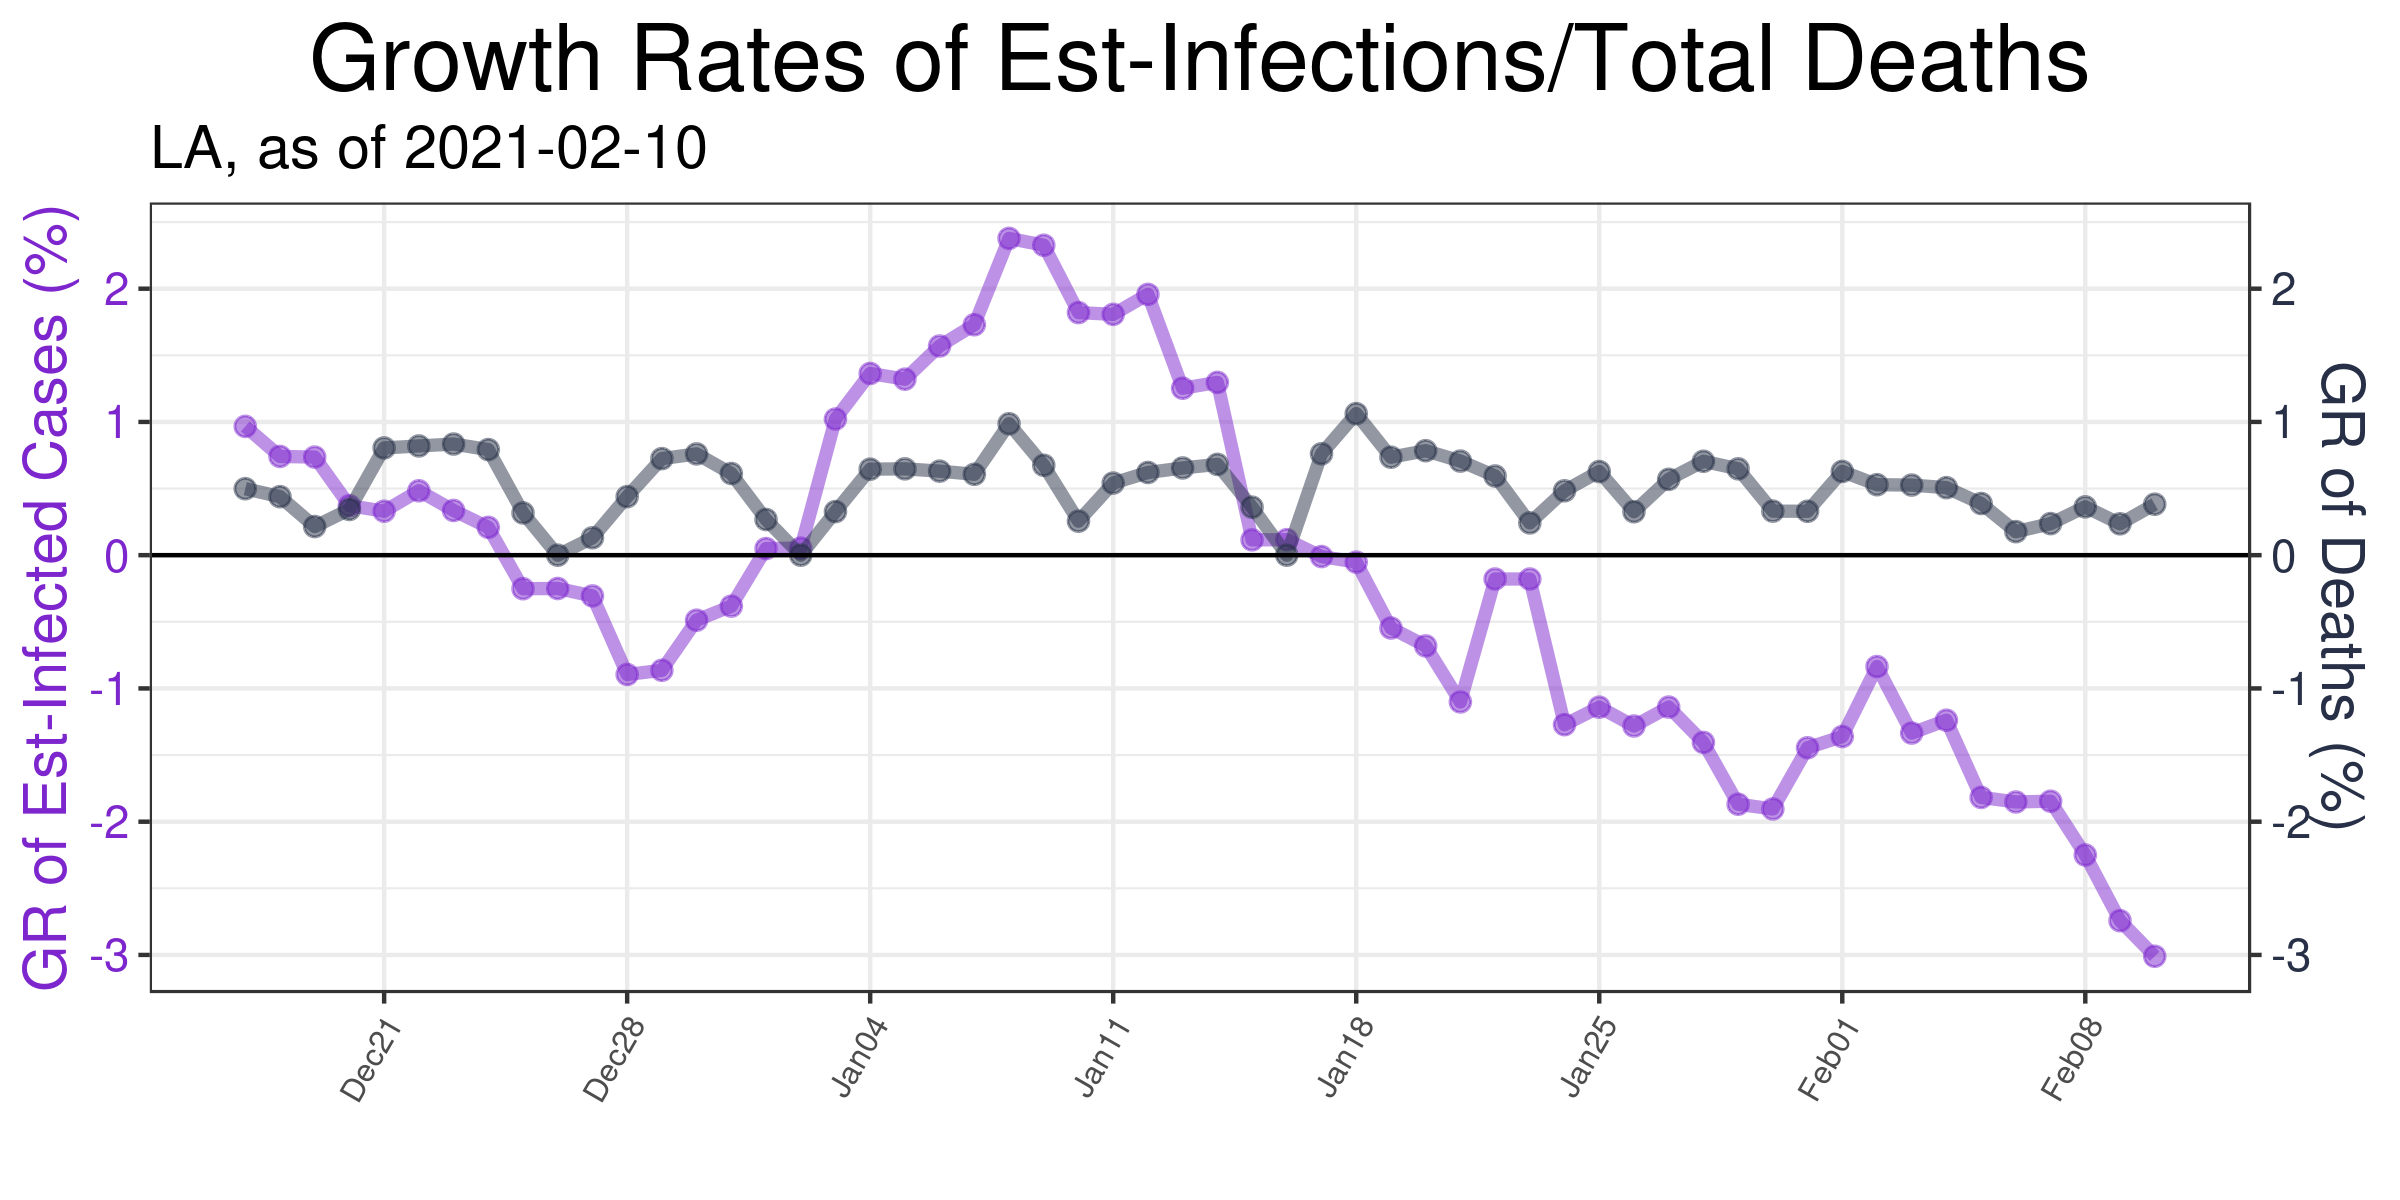 Growth Rates of Est-Infections/Total Deaths
LA, as of 2021-02-10
GR of Est-Infected Cases (%)
2
1
0
-1
-2
-3
2
1
0
-1
-2
-3
GR of Deaths (%)
Dec21
Dec28
Jan04
Jan11
Jan18
Jan25
Feb01
Feb08